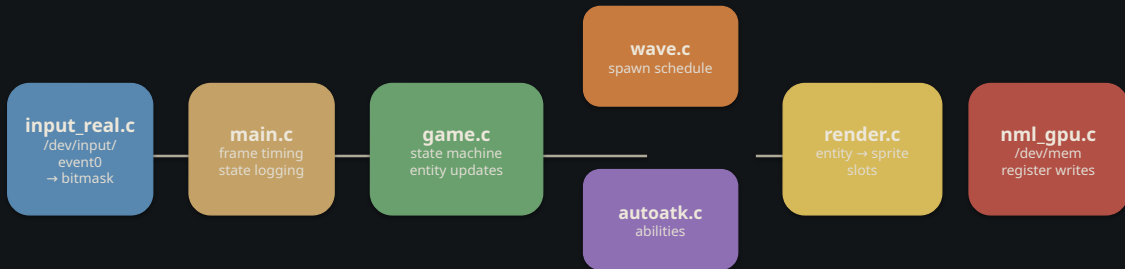 input_real.c
/dev/input/
event0
→ bitmask
main.c
frame timing
state logging
game.c
state machine
entity updates
wave.c
spawn schedule
autoatk.c
abilities
render.c
entity → sprite
slots
nml_gpu.c
/dev/mem
register writes